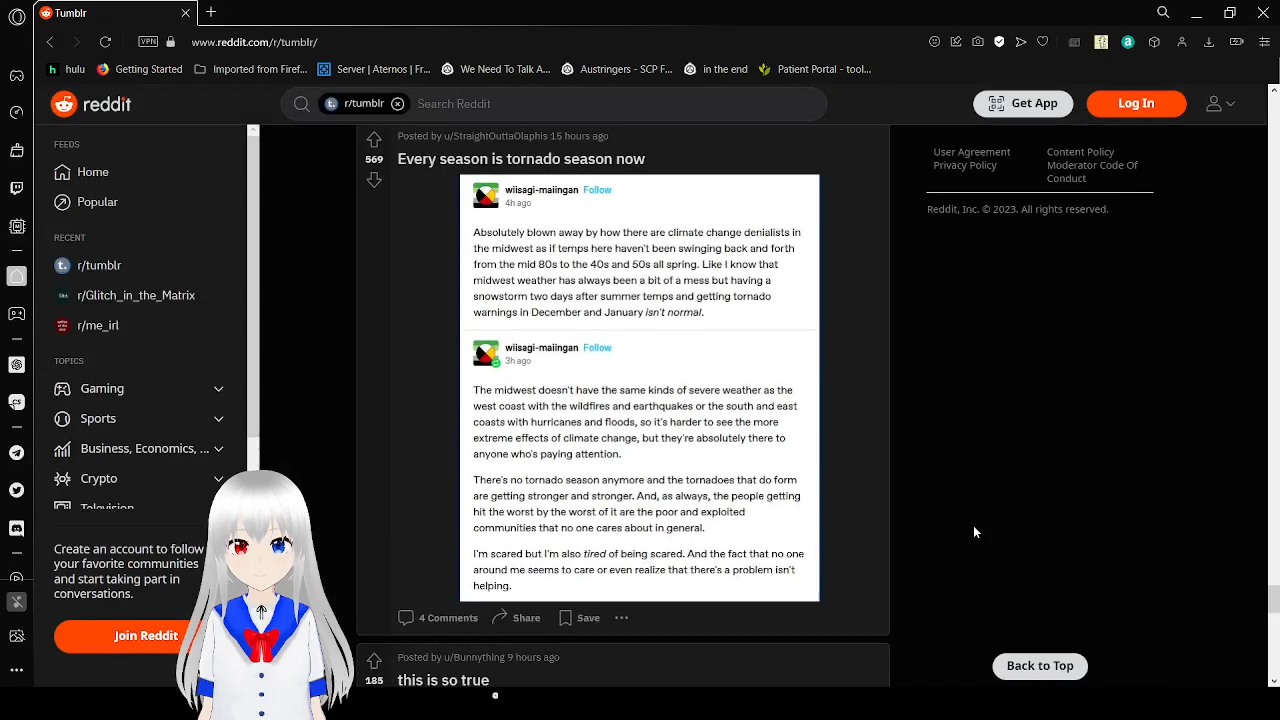 Tumblr
VPN
www.reddit.com/r/tumblr/
hulu
Getting Started
Imported from Firef...
Server | Aternos | Fr...
We Need To Talk A...
Austringers - SCP F...
in the end
Patient Portal - tool...
reddit
r/tumblr
Search Reddit
Get App
Log In
FEEDS
Home
Popular
RECENT
r/tumblr
r/Glitch_in_the_Matrix
r/me_irl
TOPICS
Gaming
Sports
Business, Economics, ...
Crypto
Television
Create an account to follow
your favorite communities
and start taking part in
conversations.
Join Reddit
Posted by u/StraightOuttaOlaphis 15 hours ago
569
Every season is tornado season now
wiisagi-maiingan Follow
4h ago
Absolutely blown away by how there are climate change denialists in
the midwest as if temps here haven't been swinging back and forth
from the mid 80s to the 40s and 50s all spring. Like I know that
midwest weather has always been a bit of a mess but having a
snowstorm two days after summer temps and getting tornado
warnings in December and January isn't normal.
wiisagi-maiingan Follow
3h ago
The midwest doesn't have the same kinds of severe weather as the
west coast with the wildfires and earthquakes or the south and east
coasts with hurricanes and floods, so it's harder to see the more
extreme effects of climate change, but they're absolutely there to
anyone who's paying attention.
There's no tornado season anymore and the tornadoes that do form
are getting stronger and stronger. And, as always, the people getting
hit the worst by the worst of it are the poor and exploited
communities that no one cares about in general.
I'm scared but I'm also tired of being scared. And the fact that no one
around me seems to care or even realize that there's a problem isn't
helping.
4 Comments
Share
Save
Posted by u/Bunnything 9 hours ago
185
this is so true
User Agreement
Privacy Policy
Content Policy
Moderator Code Of
Conduct
Reddit, Inc. © 2023. All rights reserved.
Back to Top